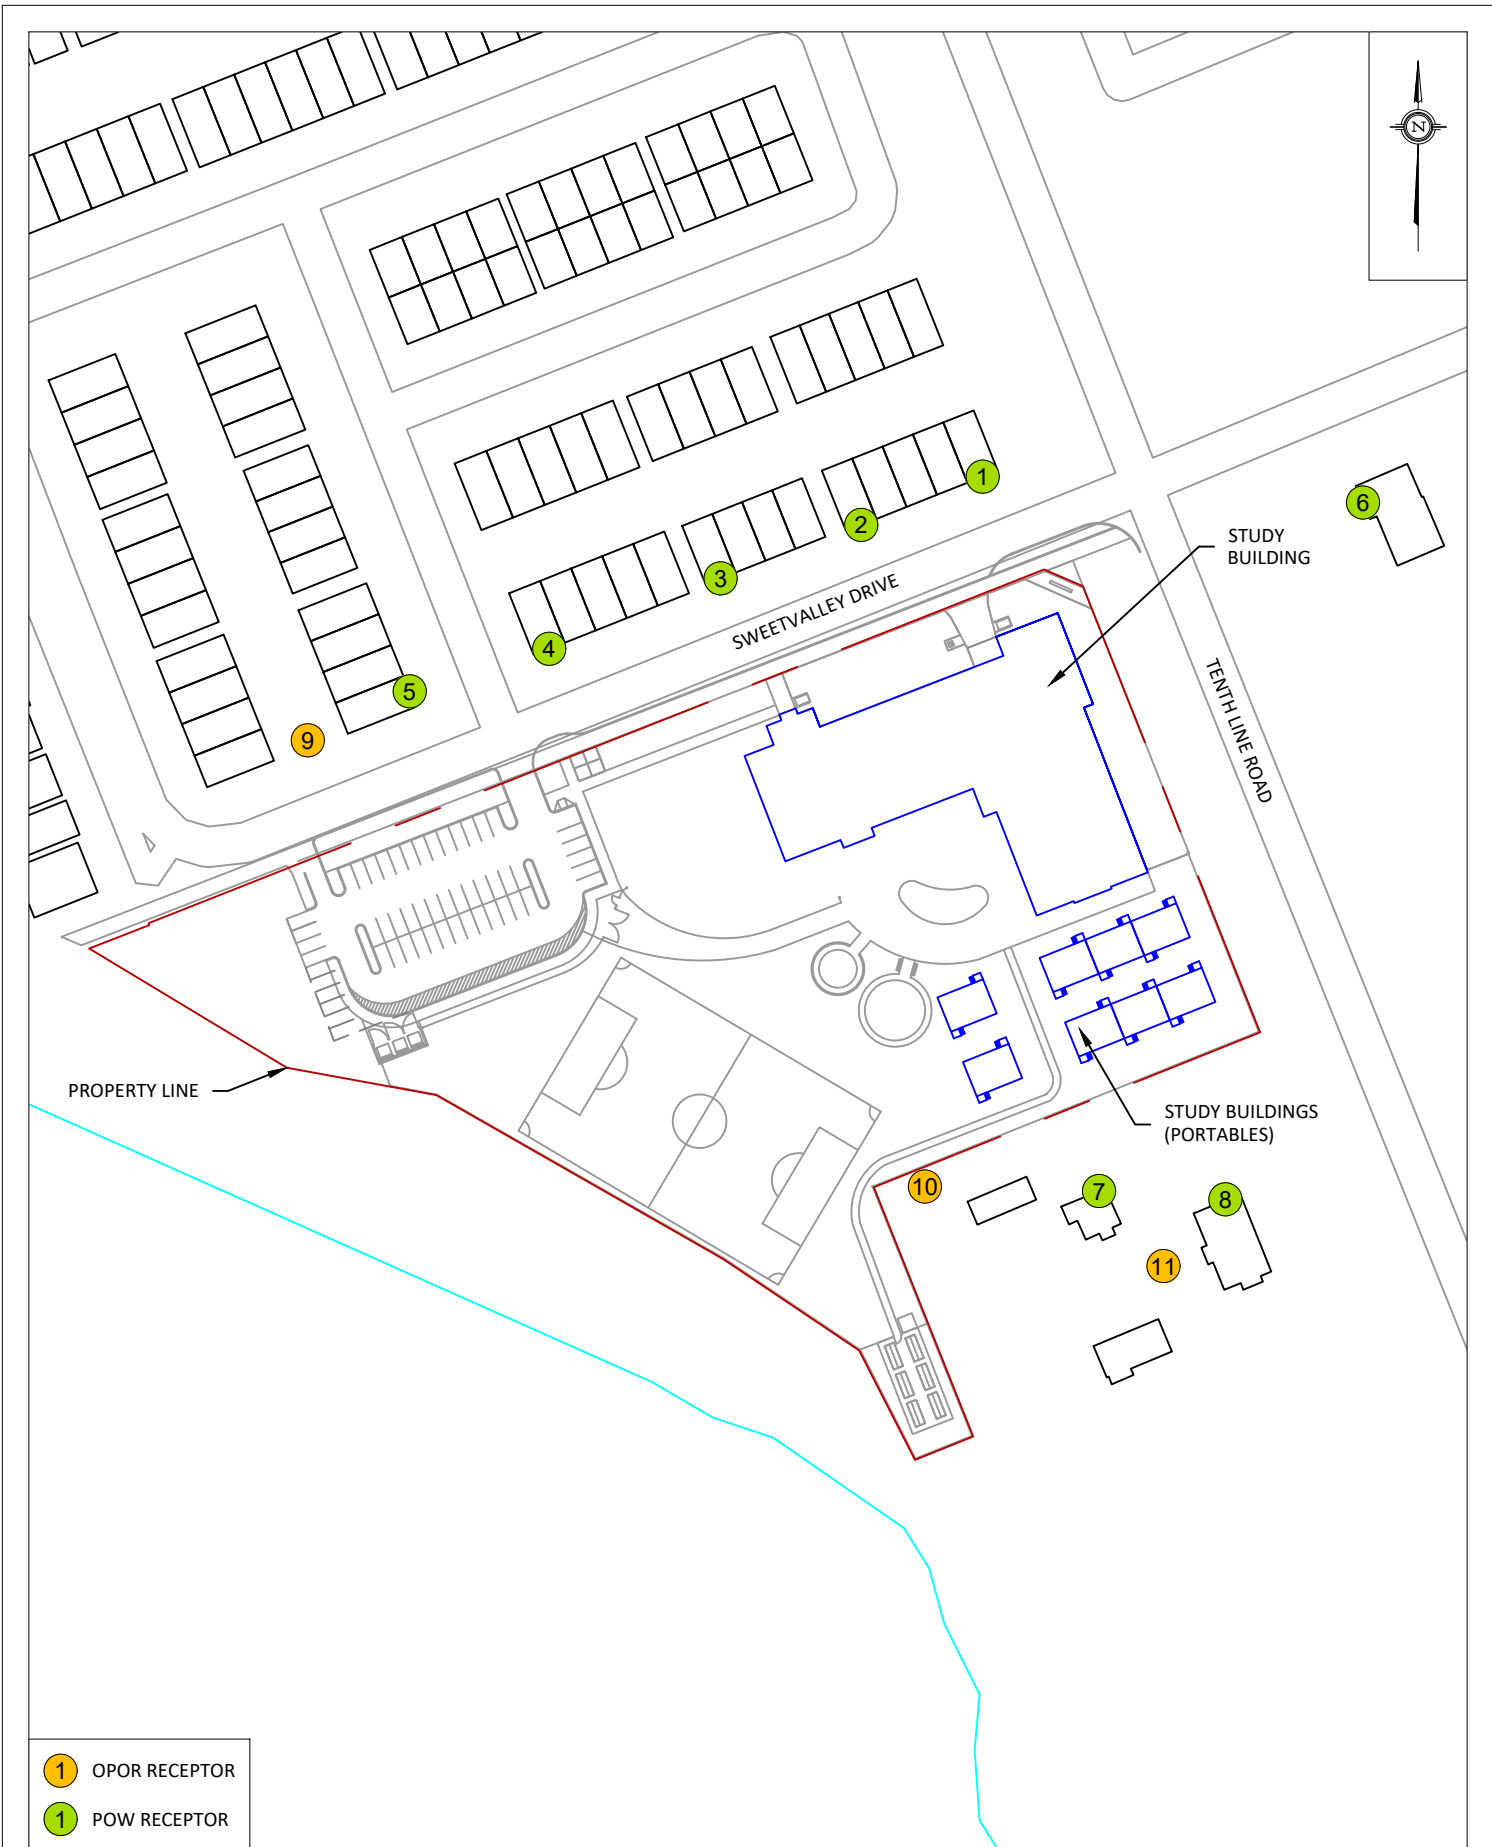 N
1
6
2
STUDY
BUILDING
3
SWEETVALLEY DRIVE
4
5
TENTH LINE ROAD
9
PROPERTY LINE
STUDY BUILDINGS
(PORTABLES)
10
7
8
11
1 OPOR RECEPTOR
1 POW RECEPTOR